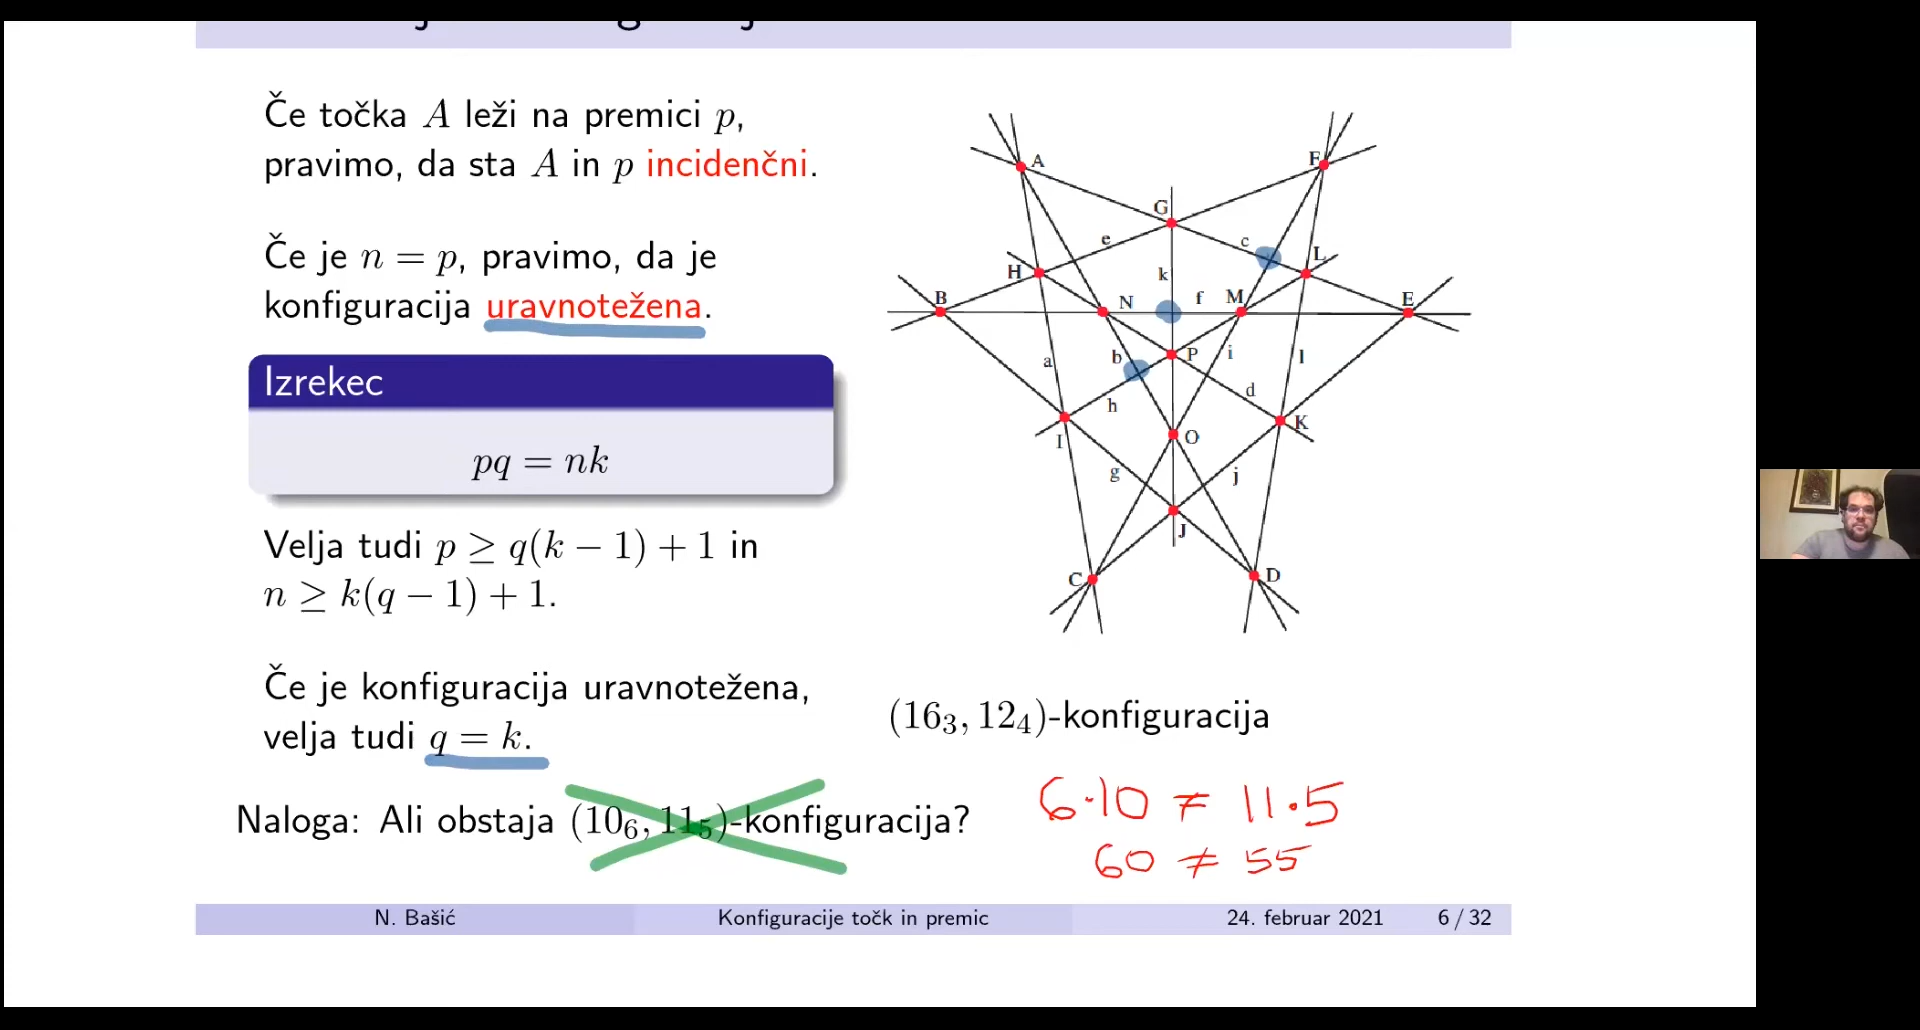 Če točka A leži na premici p,
pravimo, da sta A in p incidenčni.
Če je n = p, pravimo, da je
konfiguracija uravnotežena.
Izrekec
pq = nk
Velja tudi p ≥ q(k − 1) + 1 in
n ≥ k(q − 1) + 1.
Če je konfiguracija uravnotežena,
velja tudi q = k.
Naloga: Ali obstaja (10₆, 11₅)-konfiguracija?
A
F
G
e
c
H
L
k
B
N
f
M
E
a
b
P
i
l
h
d
I
O
K
g
j
J
C
D
(16₃, 12₄)-konfiguracija
6·10 ≠ 11·5
60 ≠ 55
N. Bašić
Konfiguracije točk in premic
24. februar 2021
6 / 32